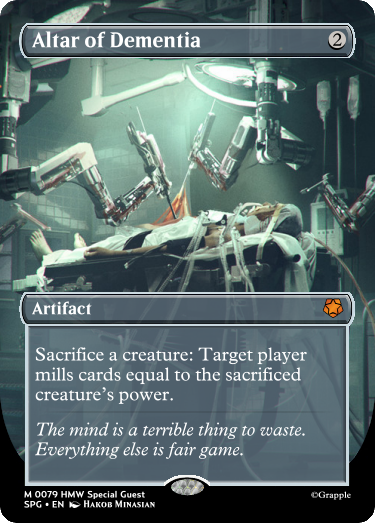 Altar of Dementia
2
Artifact
Sacrifice a creature: Target player
mills cards equal to the sacrificed
creature's power.
The mind is a terrible thing to waste.
Everything else is fair game.
M 0079 HMW Special Guest
SPG • EN HAKOB MINASIAN
©Grapple